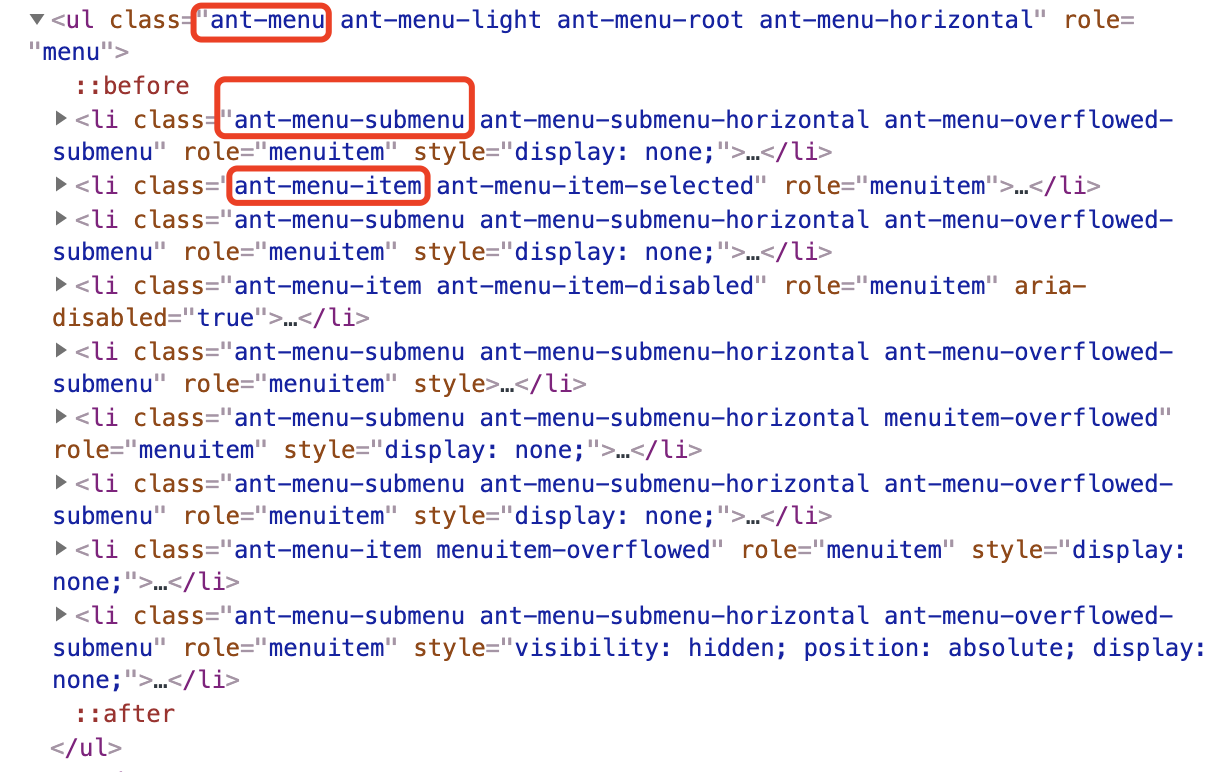 ▼<ul class="ant-menu ant-menu-light ant-menu-root ant-menu-horizontal" role=
"menu">
::before
▶<li class="ant-menu-submenu ant-menu-submenu-horizontal ant-menu-overflowed-
submenu" role="menuitem" style="display: none;">…</li>
▶<li class="ant-menu-item ant-menu-item-selected" role="menuitem">…</li>
▶<li class="ant-menu-submenu ant-menu-submenu-horizontal ant-menu-overflowed-
submenu" role="menuitem" style="display: none;">…</li>
▶<li class="ant-menu-item ant-menu-item-disabled" role="menuitem" aria-
disabled="true">…</li>
▶<li class="ant-menu-submenu ant-menu-submenu-horizontal ant-menu-overflowed-
submenu" role="menuitem" style>…</li>
▶<li class="ant-menu-submenu ant-menu-submenu-horizontal menuitem-overflowed"
role="menuitem" style="display: none;">…</li>
▶<li class="ant-menu-submenu ant-menu-submenu-horizontal ant-menu-overflowed-
submenu" role="menuitem" style="display: none;">…</li>
▶<li class="ant-menu-item menuitem-overflowed" role="menuitem" style="display:
none;">…</li>
▶<li class="ant-menu-submenu ant-menu-submenu-horizontal ant-menu-overflowed-
submenu" role="menuitem" style="visibility: hidden; position: absolute; display:
none;">…</li>
::after
</ul>